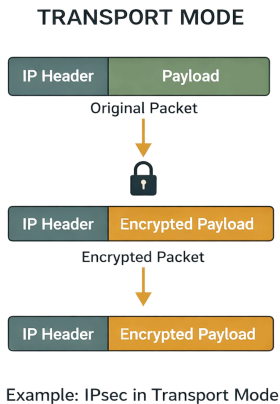 TRANSPORT MODE
IP Header Payload
Original Packet
IP Header Encrypted Payload
Encrypted Packet
IP Header Encrypted Payload
Example: IPsec in Transport Mode